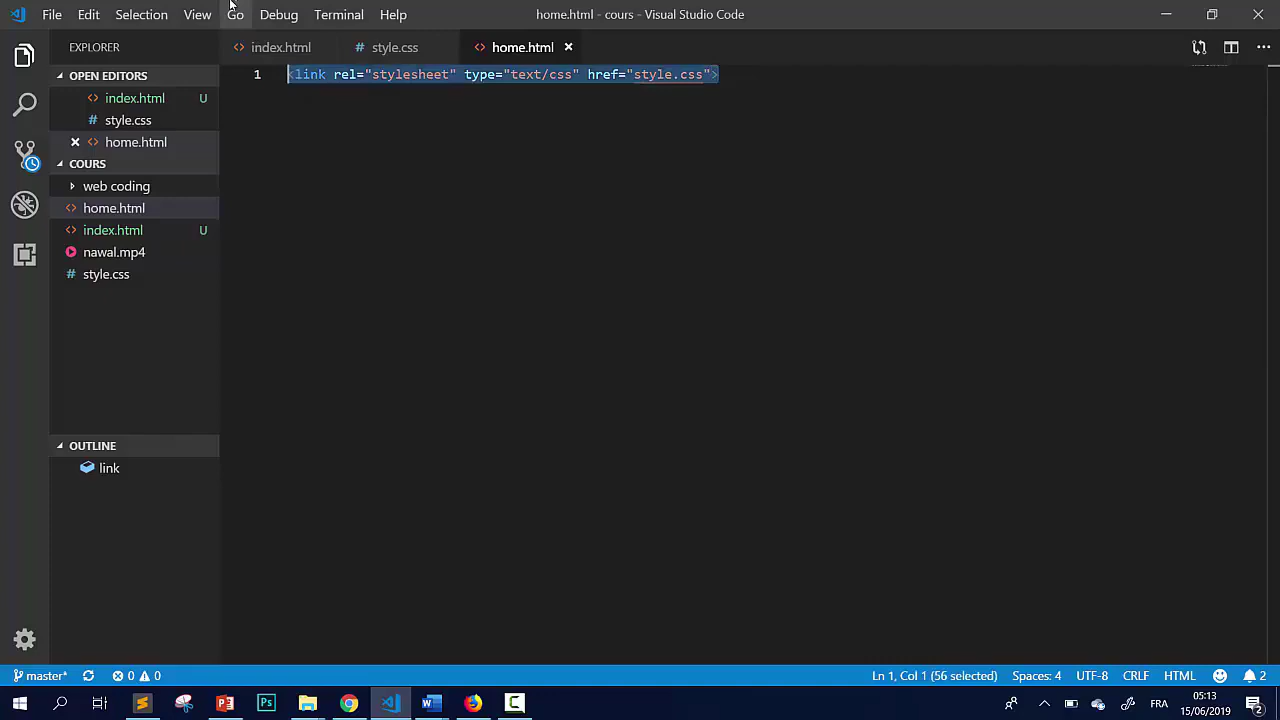 File Edit Selection View Go Debug Terminal Help
home.html - cours - Visual Studio Code
EXPLORER
index.html
style.css
home.html
OPEN EDITORS
index.html U
style.css
home.html
COURS
web coding
home.html
index.html U
nawal.mp4
style.css
OUTLINE
link
1 <link rel="stylesheet" type="text/css" href="style.css">
master* 0 0
Ln 1, Col 1 (56 selected) Spaces: 4 UTF-8 CRLF HTML 2
FRA
05:13
15/06/2019
2